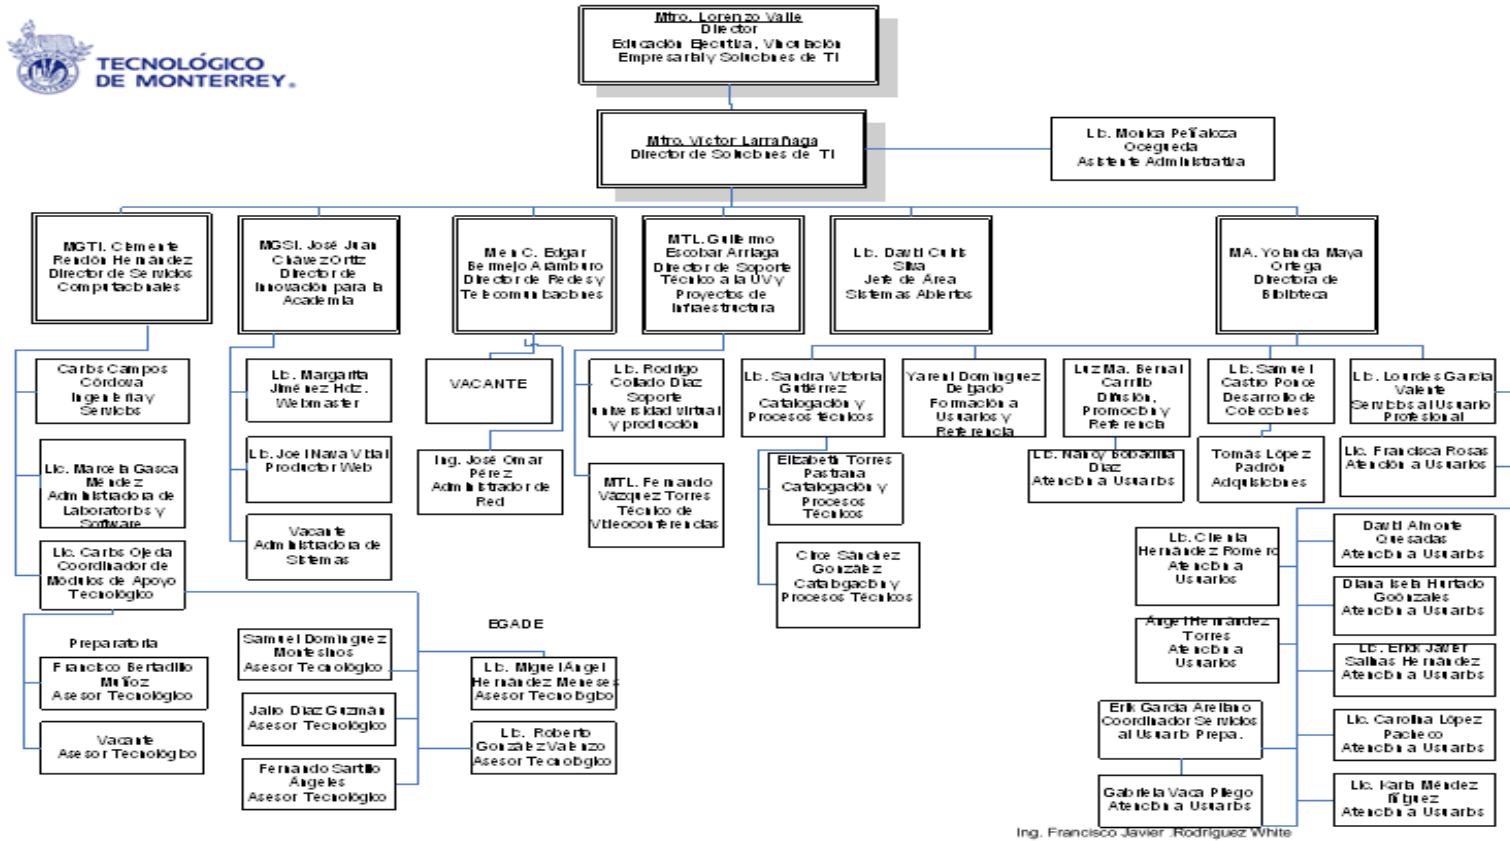 TECNOLÓGICO
DE MONTERREY®
Mtro. Lorenzo Valle
Director
Educación Ejecutiva, Vinculación
Empresarial y Soluciones de TI
Mtro. Víctor Larrañaga
Director de Soluciones de TI
Lic. Monica Peñaloza
Ocegueda
Asistente Administrativa
MGTI. Clemente
Rendón Hernández
Director de Servicios
Computacionales
MGSI. José Juan
Chávez Ortiz
Director de
Innovación para la
Academia
M en C. Edgar
Bermejo Arámburo
Director de Redes y
Telecomunicaciones
MTL. Guillermo
Escobar Arriaga
Director de Soporte
Técnico a la UV y
Proyectos de
Infraestructura
Lic. David Curiis
Silva
Jefe de Área
Sistemas Abiertos
MA. Yolanda Maya
Ortega
Directora de
Biblioteca
Carlos Campos
Córdova
Ingeniería y
Servicios
Lic. Margarita
Jiménez Hdz.
Webmaster
VACANTE
Lic. Rodrigo
Collado Díaz
Soporte
universidad virtual
y producción
Lic. Sandra Victoria
Gutiérrez
Catalogación y
Procesos técnicos
Yareni Domínguez
Delgado
Formación a
Usuarios y
Referencia
Luz Ma. Bernal
Carrillo
Difusión,
Promoción y
Referencia
Lic. Samuel
Castro Ponce
Desarrollo de
Colecciones
Lic. Lourdes García
Valente
Servicios al Usuario
Profesional
Lic. Marcela Gasca
Méndez
Administradora de
Laboratorios y
Software
Lic. Joel Nava Vidal
Productor Web
Ing. José Omar
Pérez
Administrador de
Red
MTL. Fernando
Vázquez Torres
Técnico de
Videoconferencias
Elizabeth Torres
Pastrana
Catalogación y
Procesos
Técnicos
Lic. Nancy Bobadilla
Díaz
Atención a Usuarios
Tomás López
Padrón
Adquisiciones
Lic. Francisca Rosas
Atención a Usuarios
Lic. Carlos Ojeda
Coordinador de
Módulos de Apoyo
Tecnológico
Vacante
Administradora de
Sistemas
Circe Sánchez
González
Catalogación y
Procesos Técnicos
Lic. Clienia
Hernández Romero
Atención a
Usuarios
David Almonte
Quesadas
Atención a Usuarios
Diana Isela Hurtado
Goónzales
Atención a Usuarios
Preparatoria
EGADE
Francisco Bertadillo
Muñoz
Asesor Tecnológico
Samuel Domínguez
Montesinos
Asesor Tecnológico
Lic. Miguel Angel
Hernández Meneses
Asesor Tecnológico
Ángel Hernández
Torres
Atención a
Usuarios
Lic. Erick Javier
Salinas Hernández
Atención a Usuarios
Jairo Díaz Guzmán
Asesor Tecnológico
Erik García Arellano
Coordinador Servicios
al Usuario Prepa.
Lic. Carolina López
Pacheco
Atención a Usuarios
Vacante
Asesor Tecnológico
Lic. Roberto
González Valenzo
Asesor Tecnológico
Fernando Sartillo
Ángeles
Asesor Tecnológico
Gabriela Vaca Pliego
Atención a Usuarios
Lic. Karla Méndez
Iñiguez
Atención a Usuarios
Ing. Francisco Javier .Rodríguez White